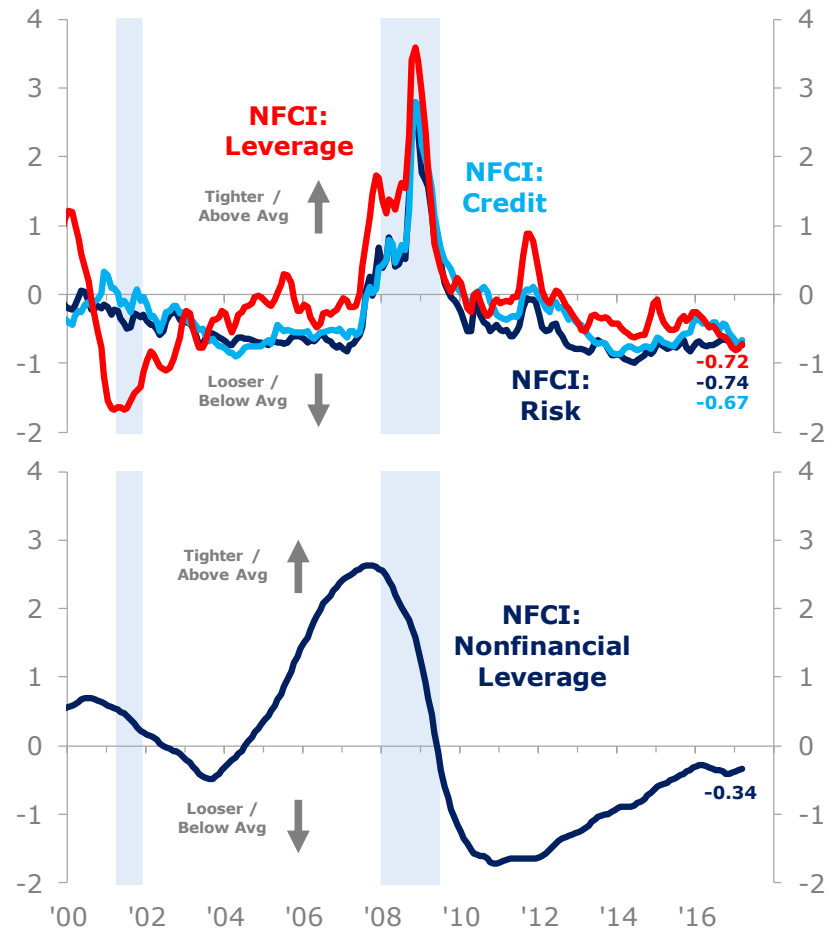 4
4
3
3
2
2
1
1
0
0
-1
-1
-2
-2
NFCI:
Leverage
Tighter /
Above Avg
NFCI:
Credit
Looser /
Below Avg
NFCI:
Risk
-0.72
-0.74
-0.67
4
4
3
3
2
2
1
1
0
0
-1
-1
-2
-2
Tighter /
Above Avg
NFCI:
Nonfinancial
Leverage
Looser /
Below Avg
-0.34
'00 '02 '04 '06 '08 '10 '12 '14 '16